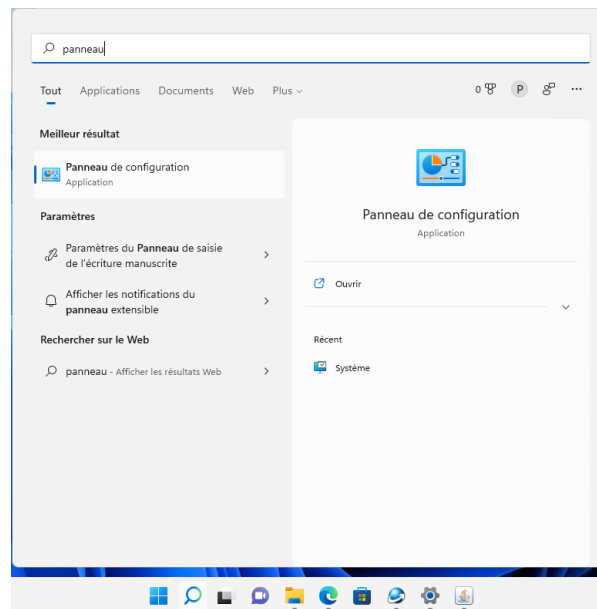 panneau
Tout Applications Documents Web Plus
0
P
Meilleur résultat
Panneau de configuration
Application
Paramètres
Paramètres du Panneau de saisie
de l'écriture manuscrite
Afficher les notifications du
panneau extensible
Rechercher sur le Web
panneau - Afficher les résultats Web
Panneau de configuration
Application
Ouvrir
Récent
Système